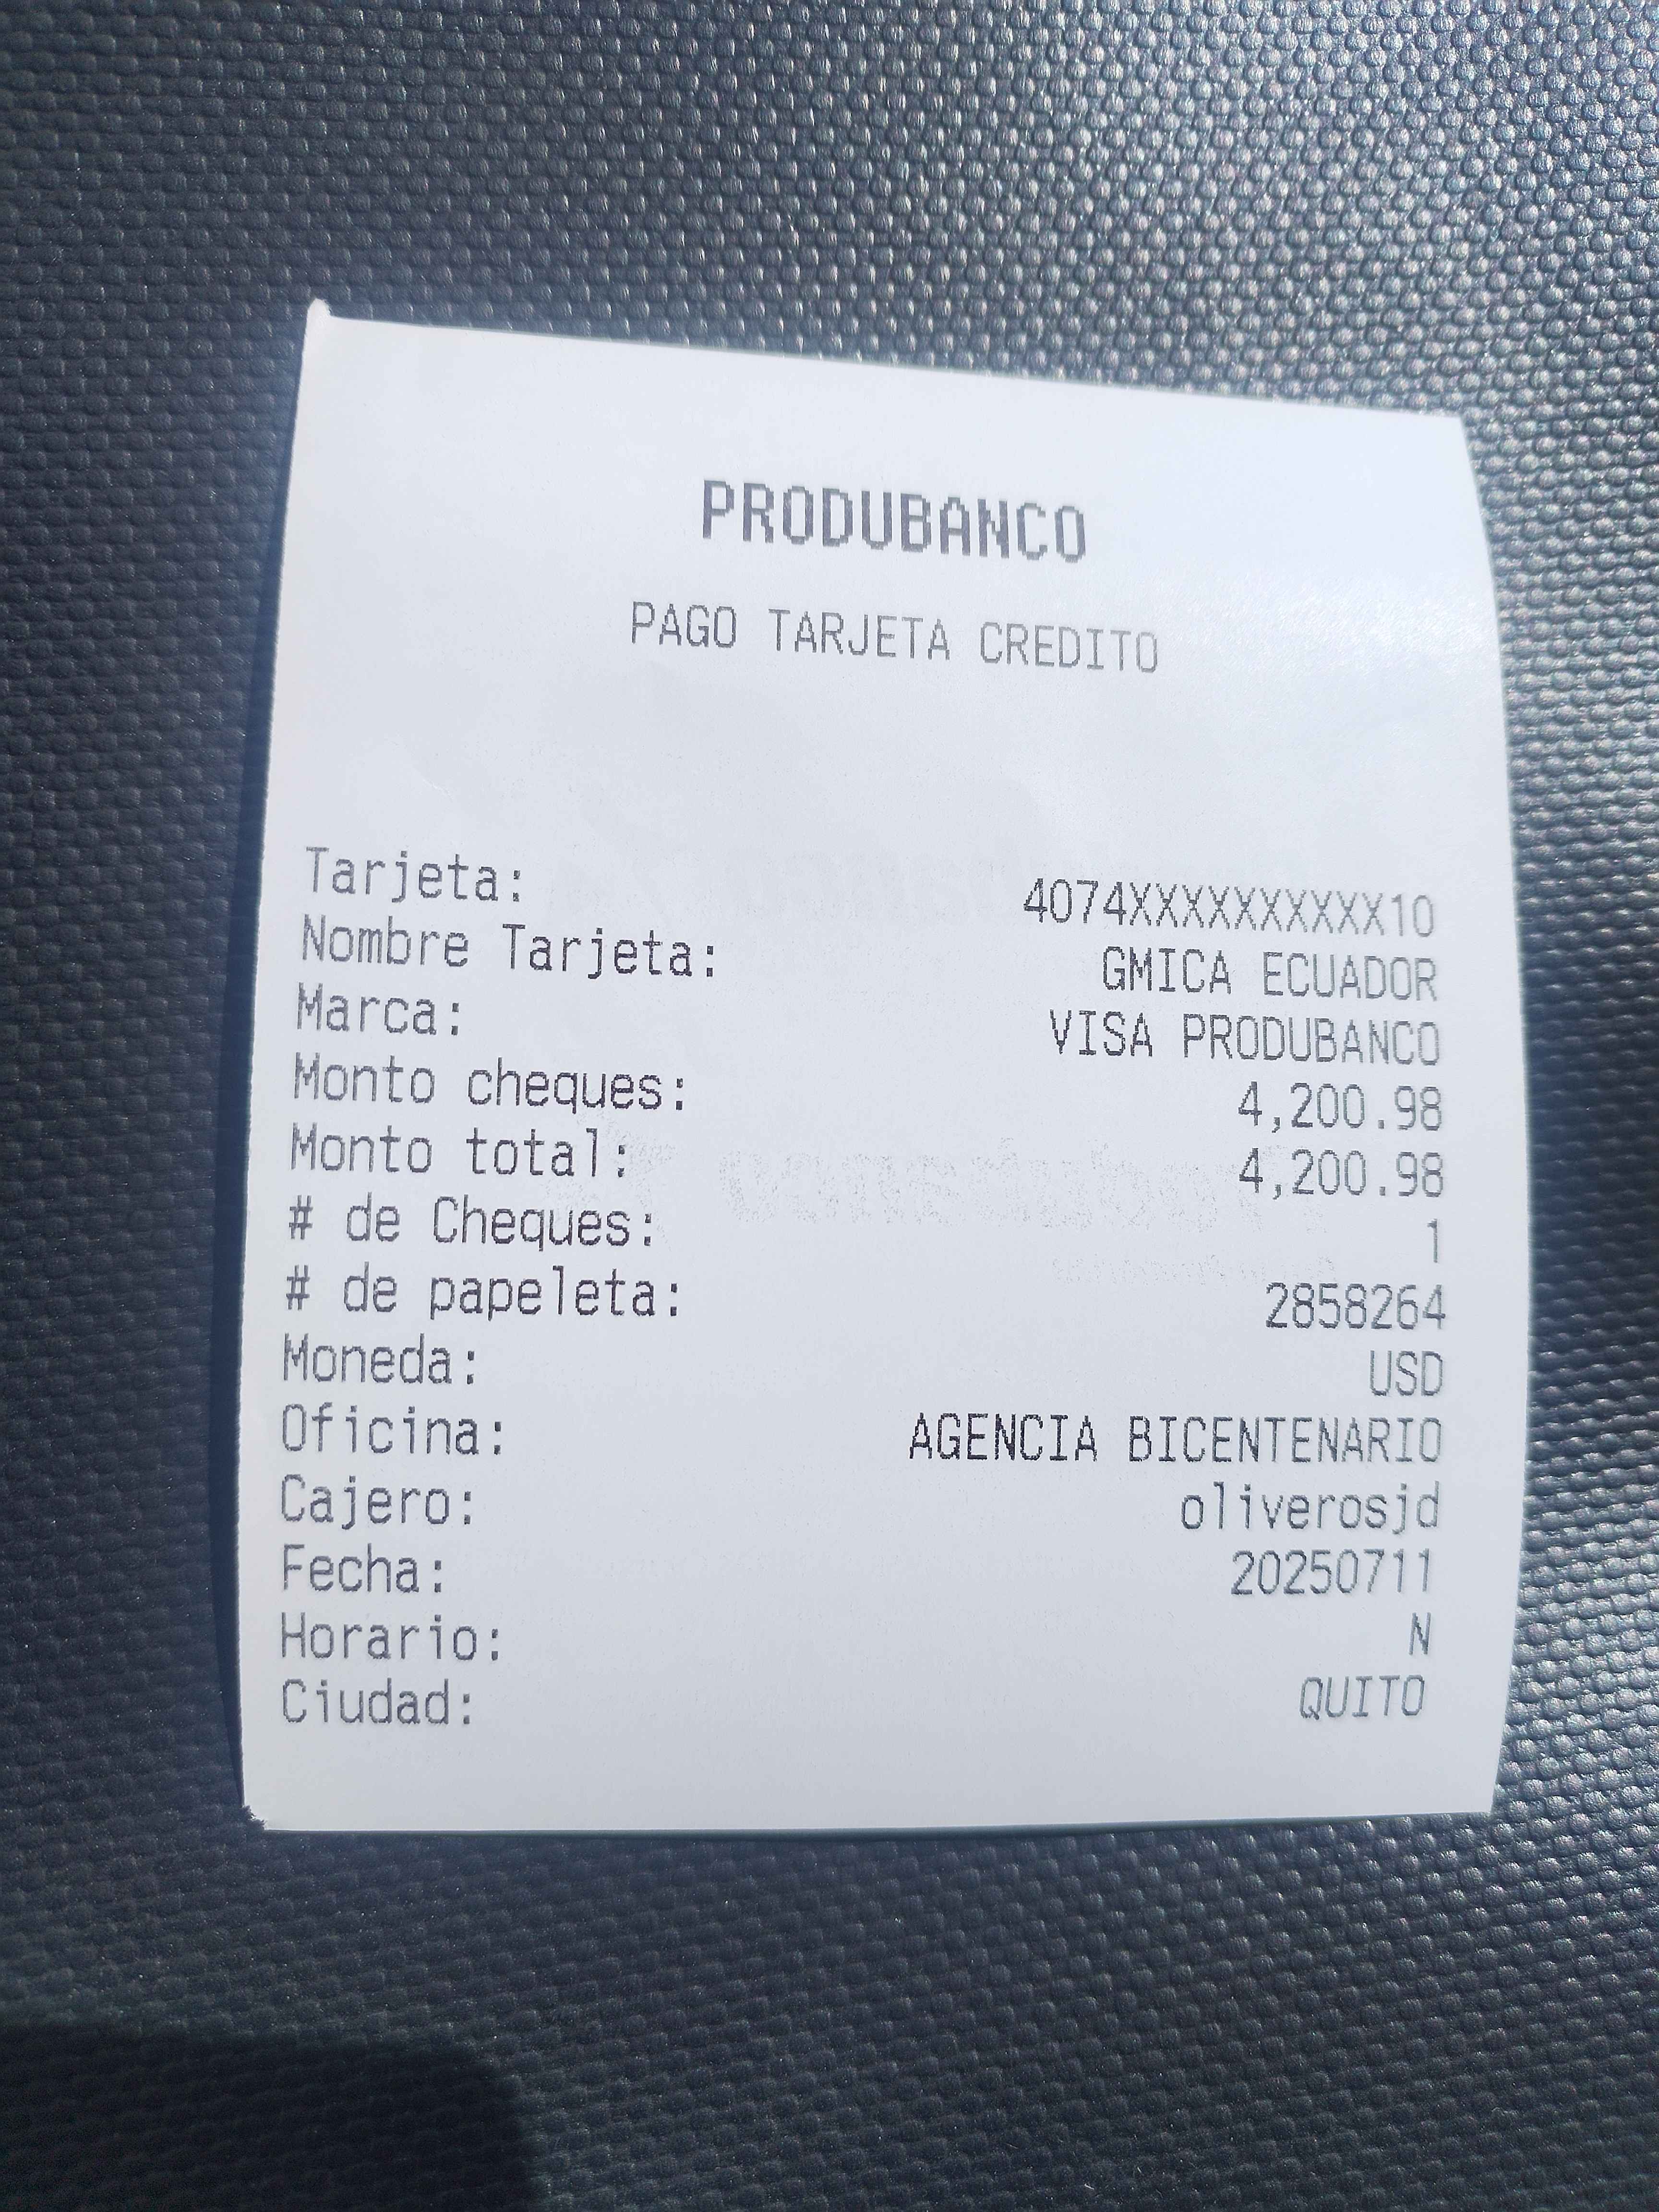 PRODUBANCO
PAGO TARJETA CREDITO
Tarjeta: 4074XXXXXXXXXX10
Nombre Tarjeta: GMICA ECUADOR
Marca: VISA PRODUBANCO
Monto cheques: 4,200.98
Monto total: 4,200.98
# de Cheques: 1
# de papeleta: 2858264
Moneda: USD
Oficina: AGENCIA BICENTENARIO
Cajero: oliverosjd
Fecha: 20250711
Horario: N
Ciudad: QUITO